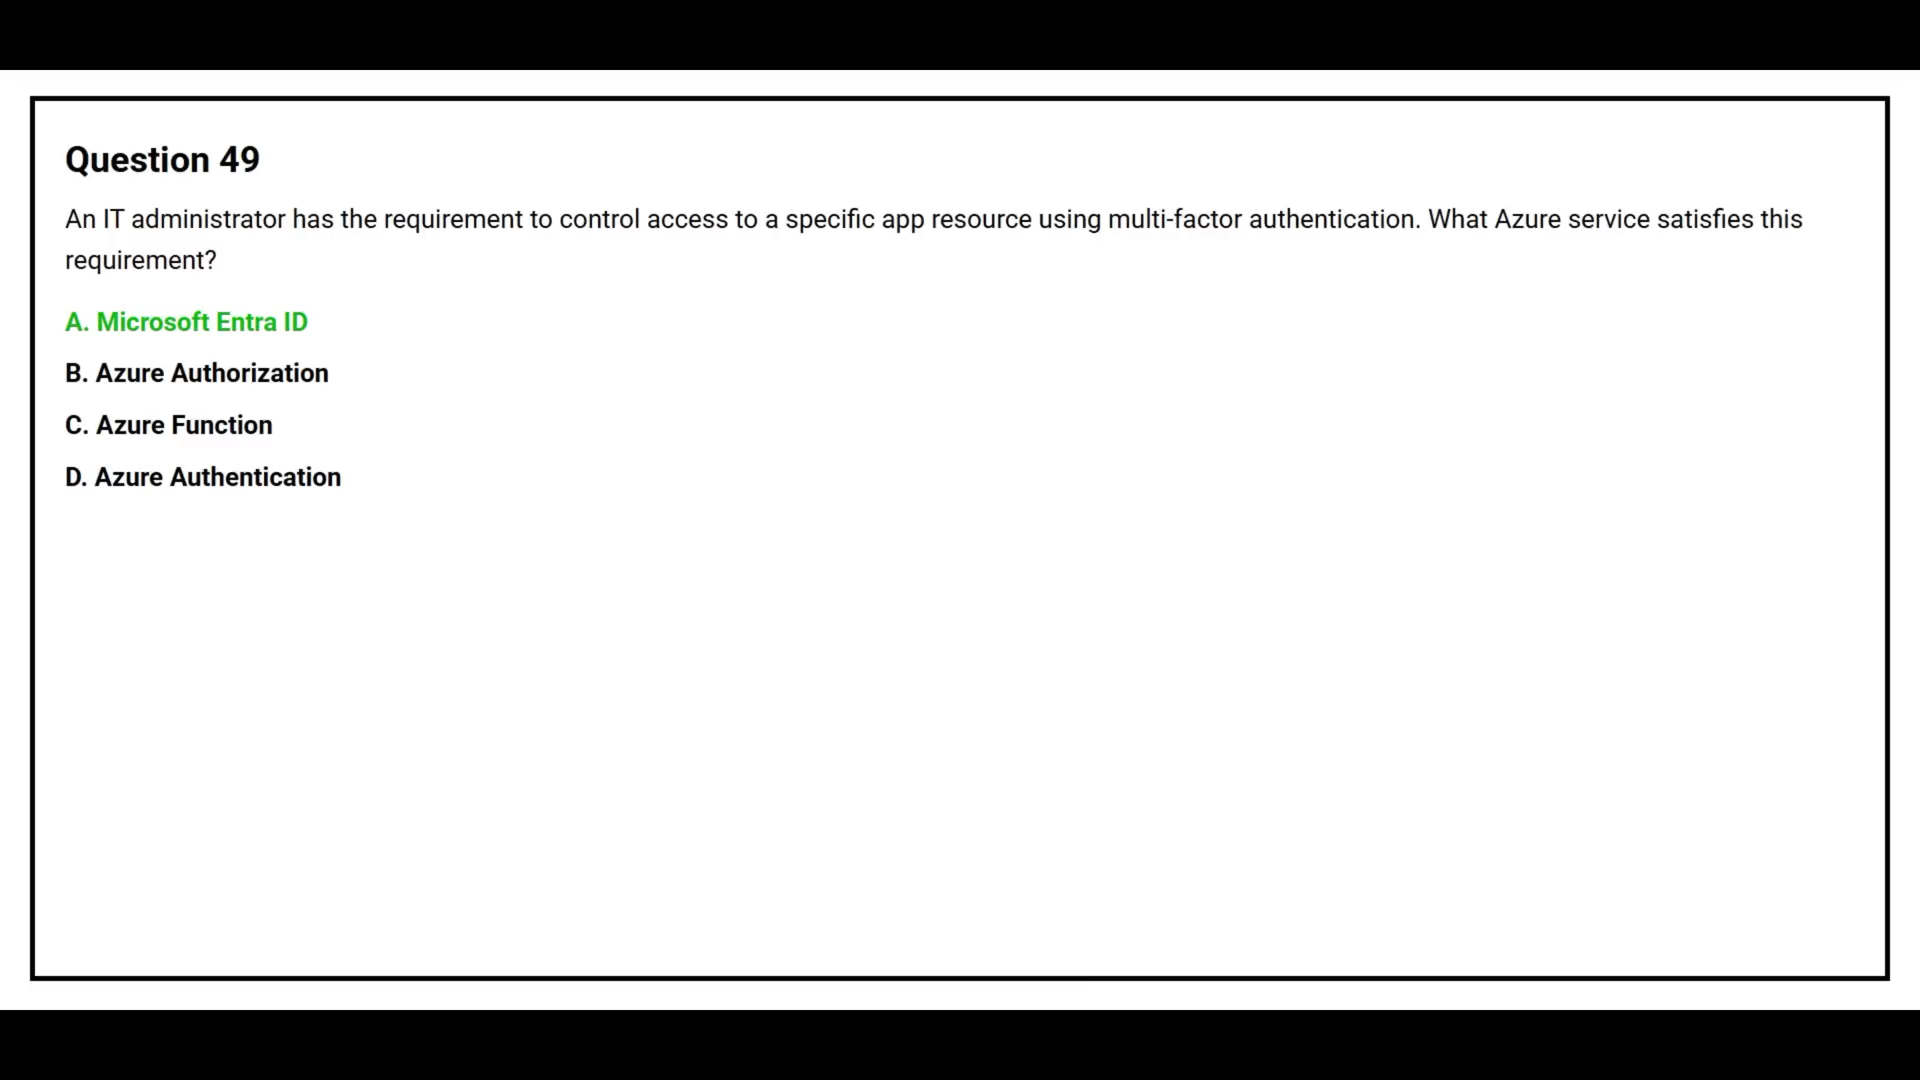 Question 49
An IT administrator has the requirement to control access to a specific app resource using multi-factor authentication. What Azure service satisfies this
requirement?
A. Microsoft Entra ID
B. Azure Authorization
C. Azure Function
D. Azure Authentication